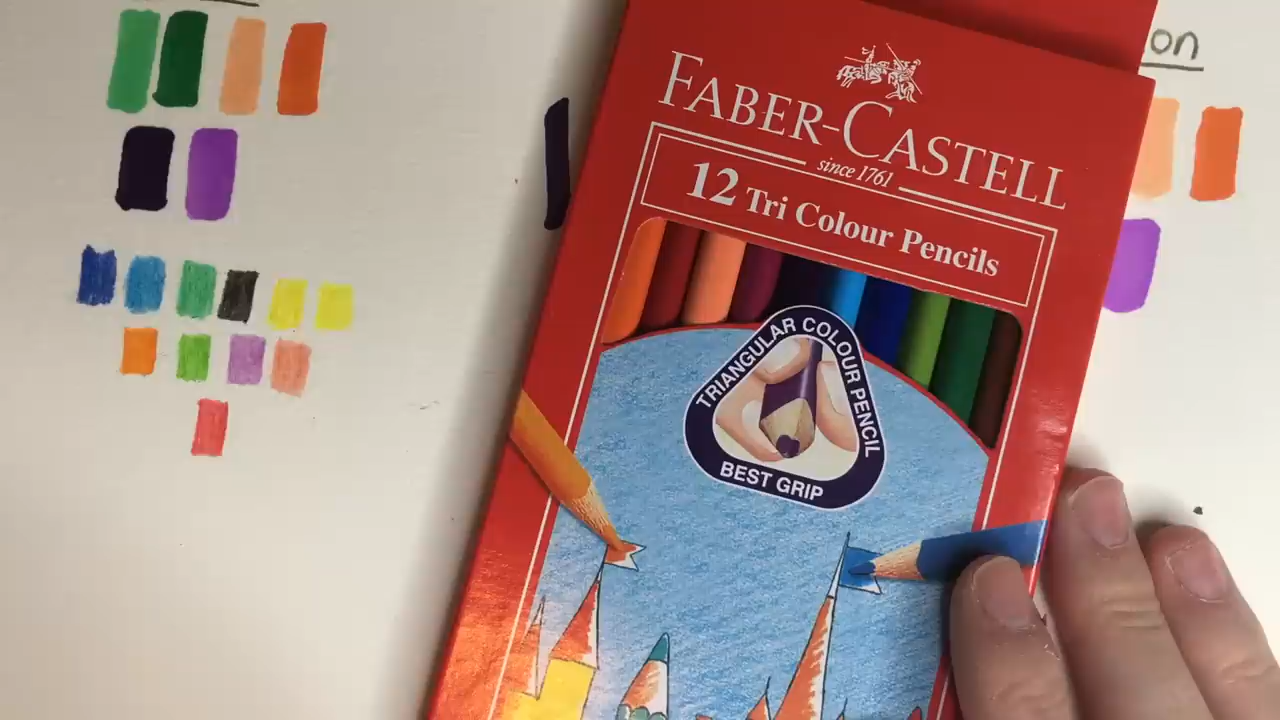 on
FABER-CASTELL
since 1761
12 Tri Colour Pencils
TRIANGULAR COLOUR PENCIL
BEST GRIP